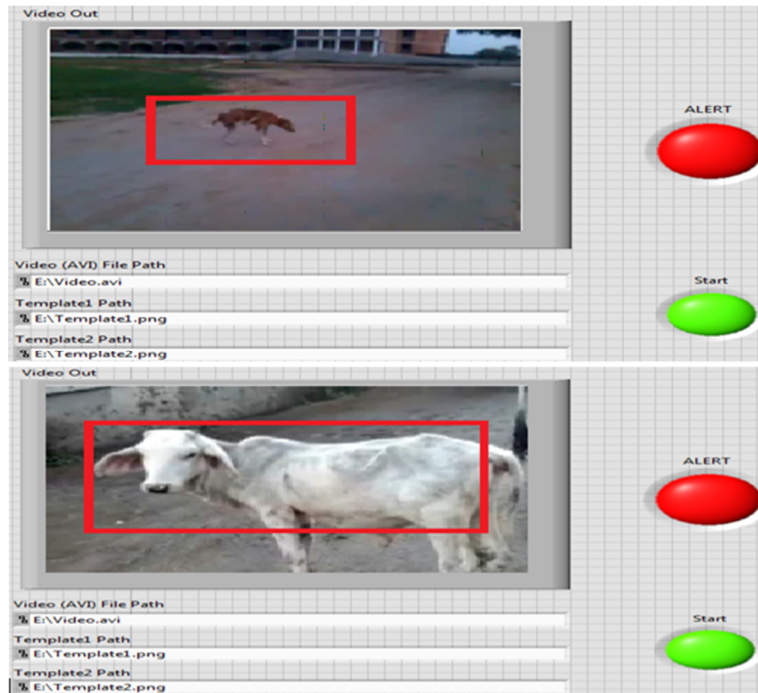 Video Out
ALERT
Video (AVI) File Path
E:\Video.avi
Start
Template1 Path
E:\Template1.png
Template2 Path
E:\Template2.png
Video Out
ALERT
Video (AVI) File Path
E:\Video.avi
Start
Template1 Path
E:\Template1.png
Template2 Path
E:\Template2.png